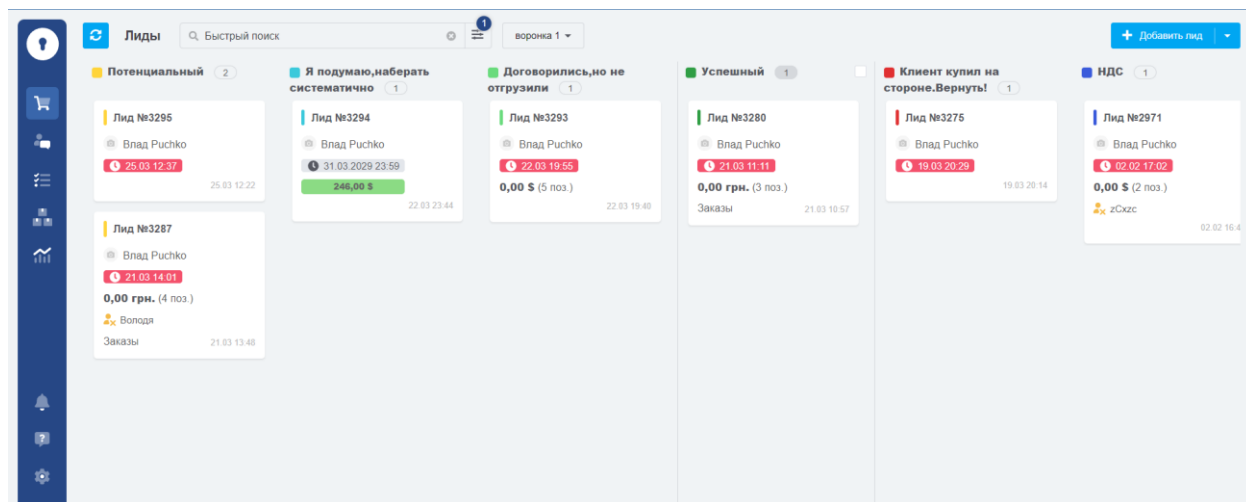 Лиды
Быстрый поиск
1
воронка 1
Добавить лид
Потенциальный 2
Лид №3295
Влад Puchko
25 03 12:37
25.03 12:22
Лид №3287
Влад Puchko
21.03 14:01
0,00 грн. (4 поз.)
Володя
Заказы 21.03 13:48
Я подумаю,наберать
систематично 1
Лид №3294
Влад Puchko
31.03.2029 23:59
246,00 $
22.03 23:44
Договорились,но не
отгрузили 1
Лид №3293
Влад Puchko
22.03 19:55
0,00 $ (5 поз.)
22.03 19:40
Успешный 1
Лид №3280
Влад Puchko
21 03 11:11
0,00 грн. (3 поз.)
Заказы 21 03 10:57
Клиент купил на
стороне.Вернуть! 1
Лид №3275
Влад Puchko
19.03 20:29
19.03 20:14
НДС 1
Лид №2971
Влад Puchko
02.02 17:02
0,00 $ (2 поз.)
zCxzc
02.02 16:4
?